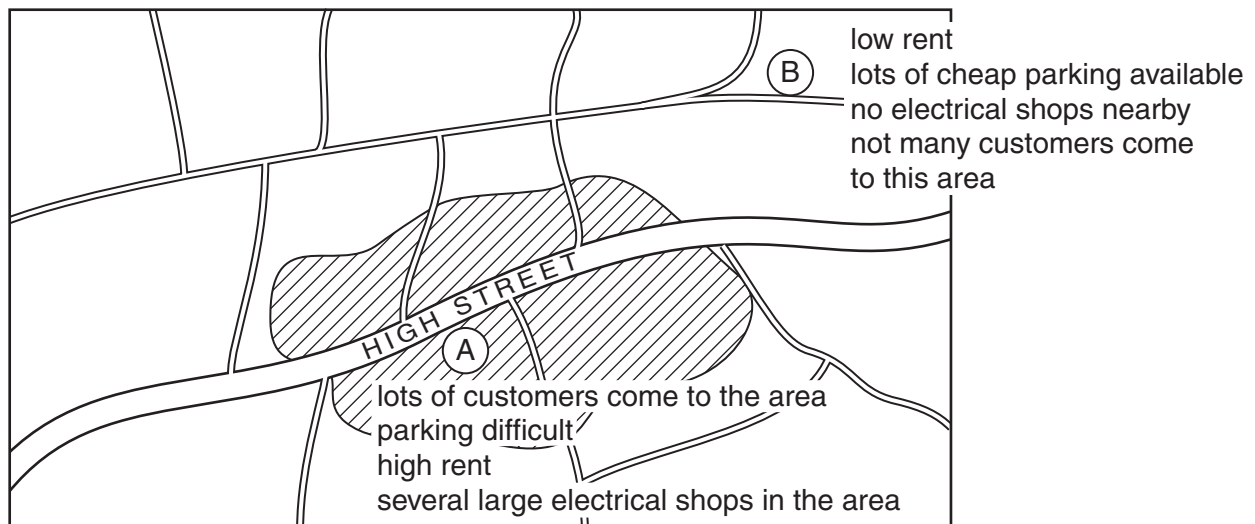 B
low rent
lots of cheap parking available
no electrical shops nearby
not many customers come
to this area
HIGH STREET
A
lots of customers come to the area
parking difficult
high rent
several large electrical shops in the area